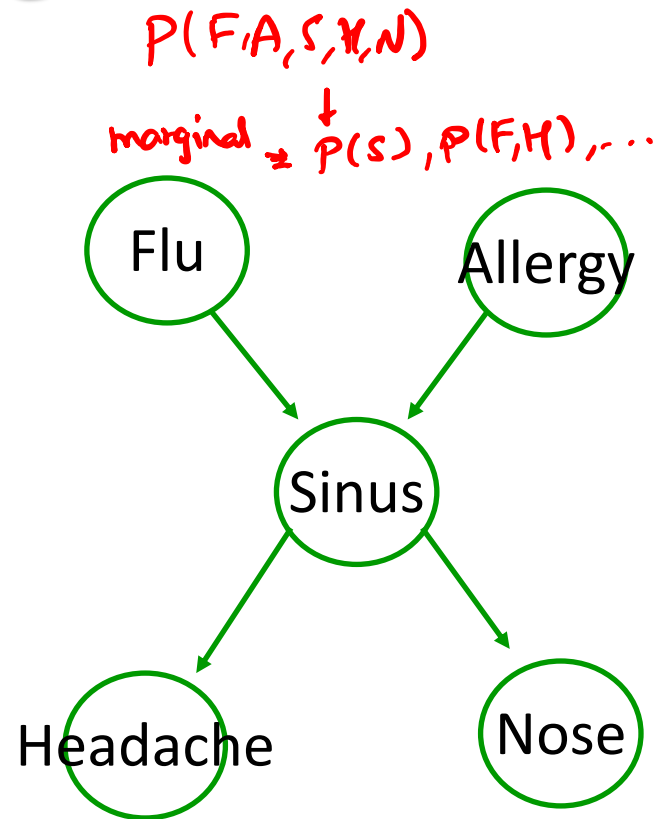 P(F,A,S,H,N)
↓
marginal → P(S), P(F,H), ...
Flu
Allergy
Sinus
Headache
Nose